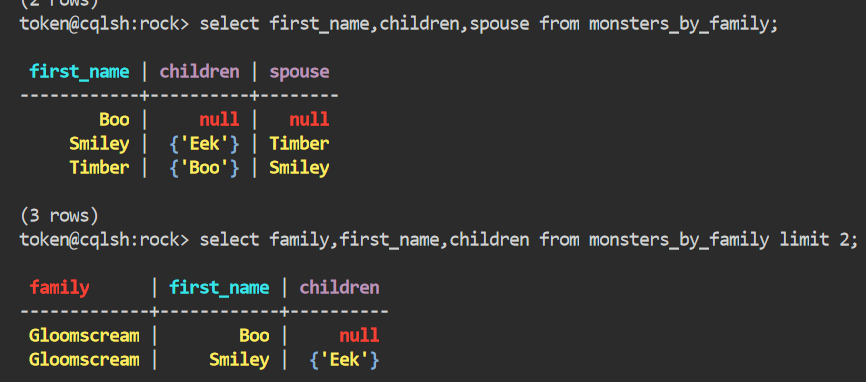 (2 rows)
token@cqlsh:rock> select first_name,children,spouse from monsters_by_family;
first_name | children | spouse
------------+----------+--------
Boo | null | null
Smiley | {'Eek'} | Timber
Timber | {'Boo'} | Smiley
(3 rows)
token@cqlsh:rock> select family,first_name,children from monsters_by_family limit 2;
family | first_name | children
-------------+------------+----------
Gloomscream | Boo | null
Gloomscream | Smiley | {'Eek'}